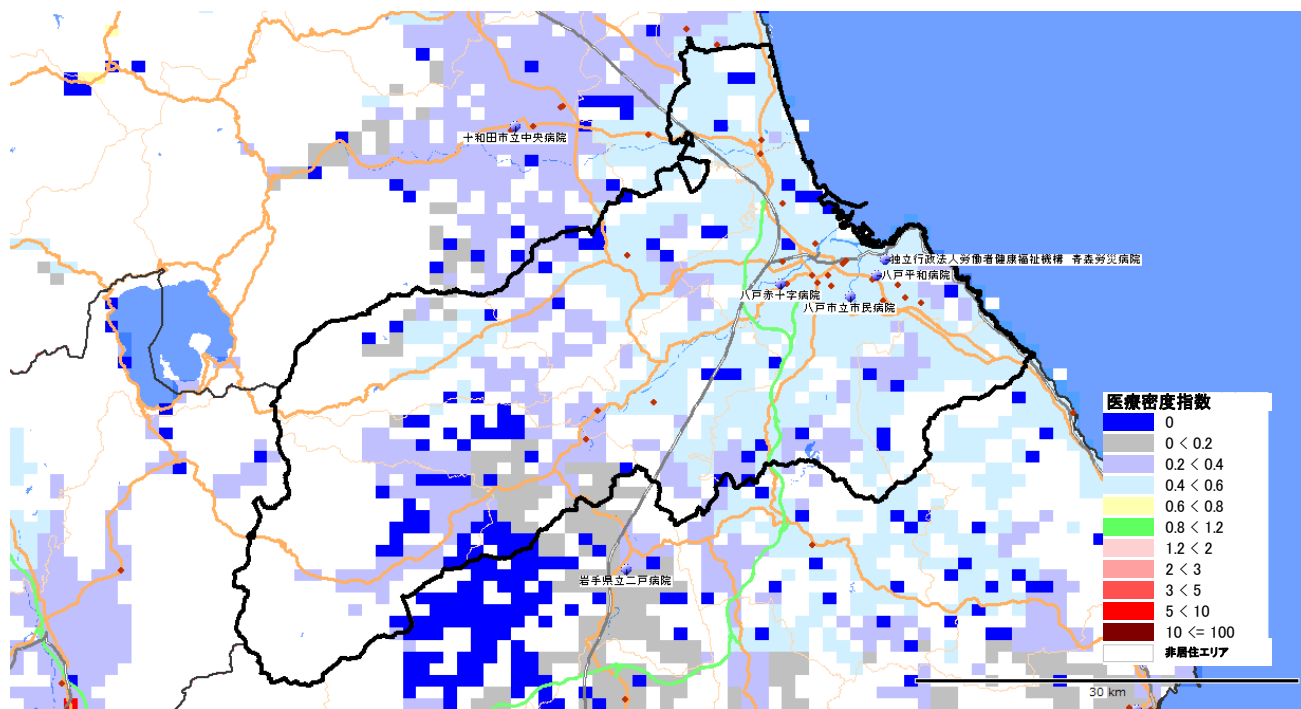 十和田市立中央病院
独立行政法人労働者健康福祉機構 青森労災病院
八戸平和病院
八戸赤十字病院
八戸市立市民病院
岩手県立二戸病院
医療密度指数
0
0 < 0.2
0.2 < 0.4
0.4 < 0.6
0.6 < 0.8
0.8 < 1.2
1.2 < 2
2 < 3
3 < 5
5 < 10
10 <= 100
非居住エリア
30 km